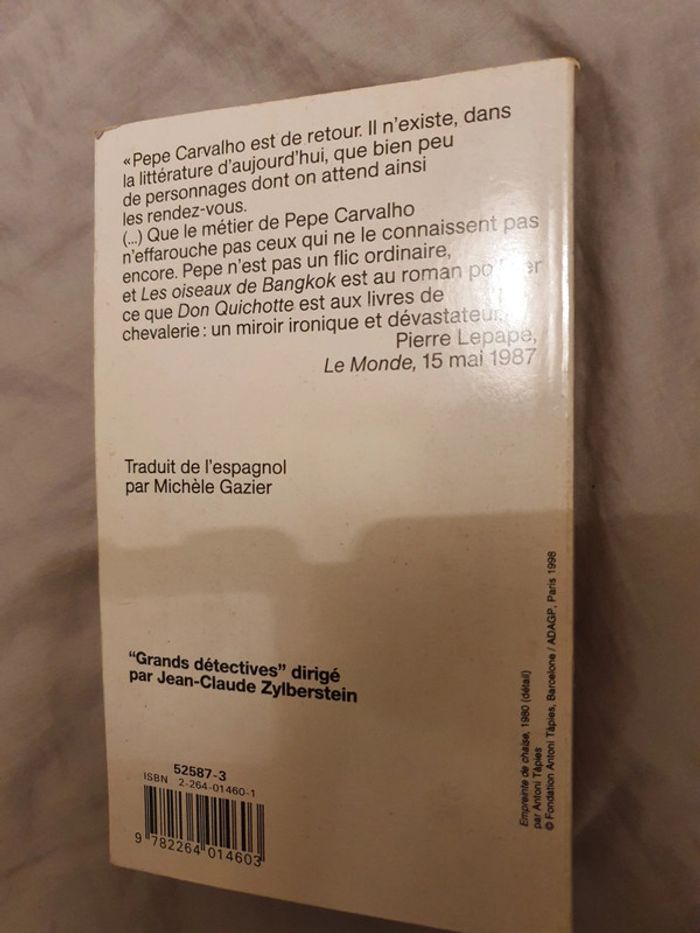 «Pepe Carvalho est de retour. Il n'existe, dans
la littérature d'aujourd'hui, que bien peu
de personnages dont on attend ainsi
les rendez-vous.
(...) Que le métier de Pepe Carvalho
n'effarouche pas ceux qui ne le connaissent pas
encore. Pepe n'est pas un flic ordinaire,
et Les oiseaux de Bangkok est au roman
ce que Don Quichotte est aux livres de
chevalerie : un miroir ironique et dévastateur.
Pierre Lepape,
Le Monde, 15 mai 1987
Traduit de l'espagnol
par Michèle Gazier
"Grands détectives" dirigé
par Jean-Claude Zylberstein
52587-3
ISBN 2-264-01460-1
9 782264 014603
Empreinte de chaise, 1980 (détail)
par Antoni Tàpies
© Fondation Antoni Tàpies, Barcelone / ADAGP, Paris 1998